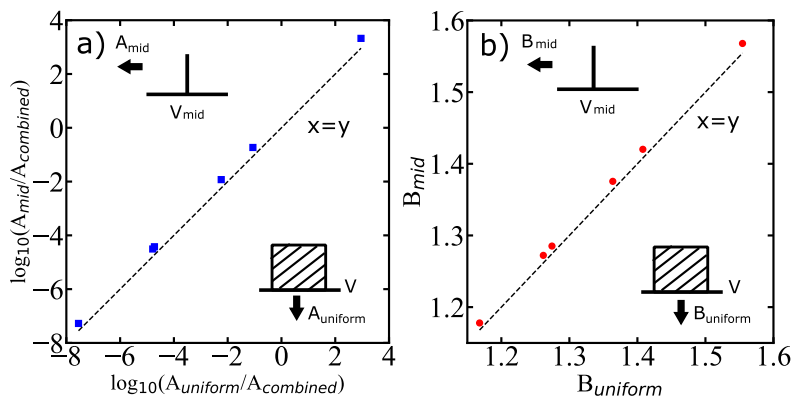 a)
A_mid
V_mid
x=y
V
A_uniform
log10(A_mid/A_combined)
4
2
0
−2
−4
−6
−8
−8 −6 −4 −2 0 2 4
log10(A_uniform/A_combined)
b)
B_mid
V_mid
x=y
V
B_uniform
B_mid
1.6
1.5
1.4
1.3
1.2
1.2 1.3 1.4 1.5 1.6
B_uniform